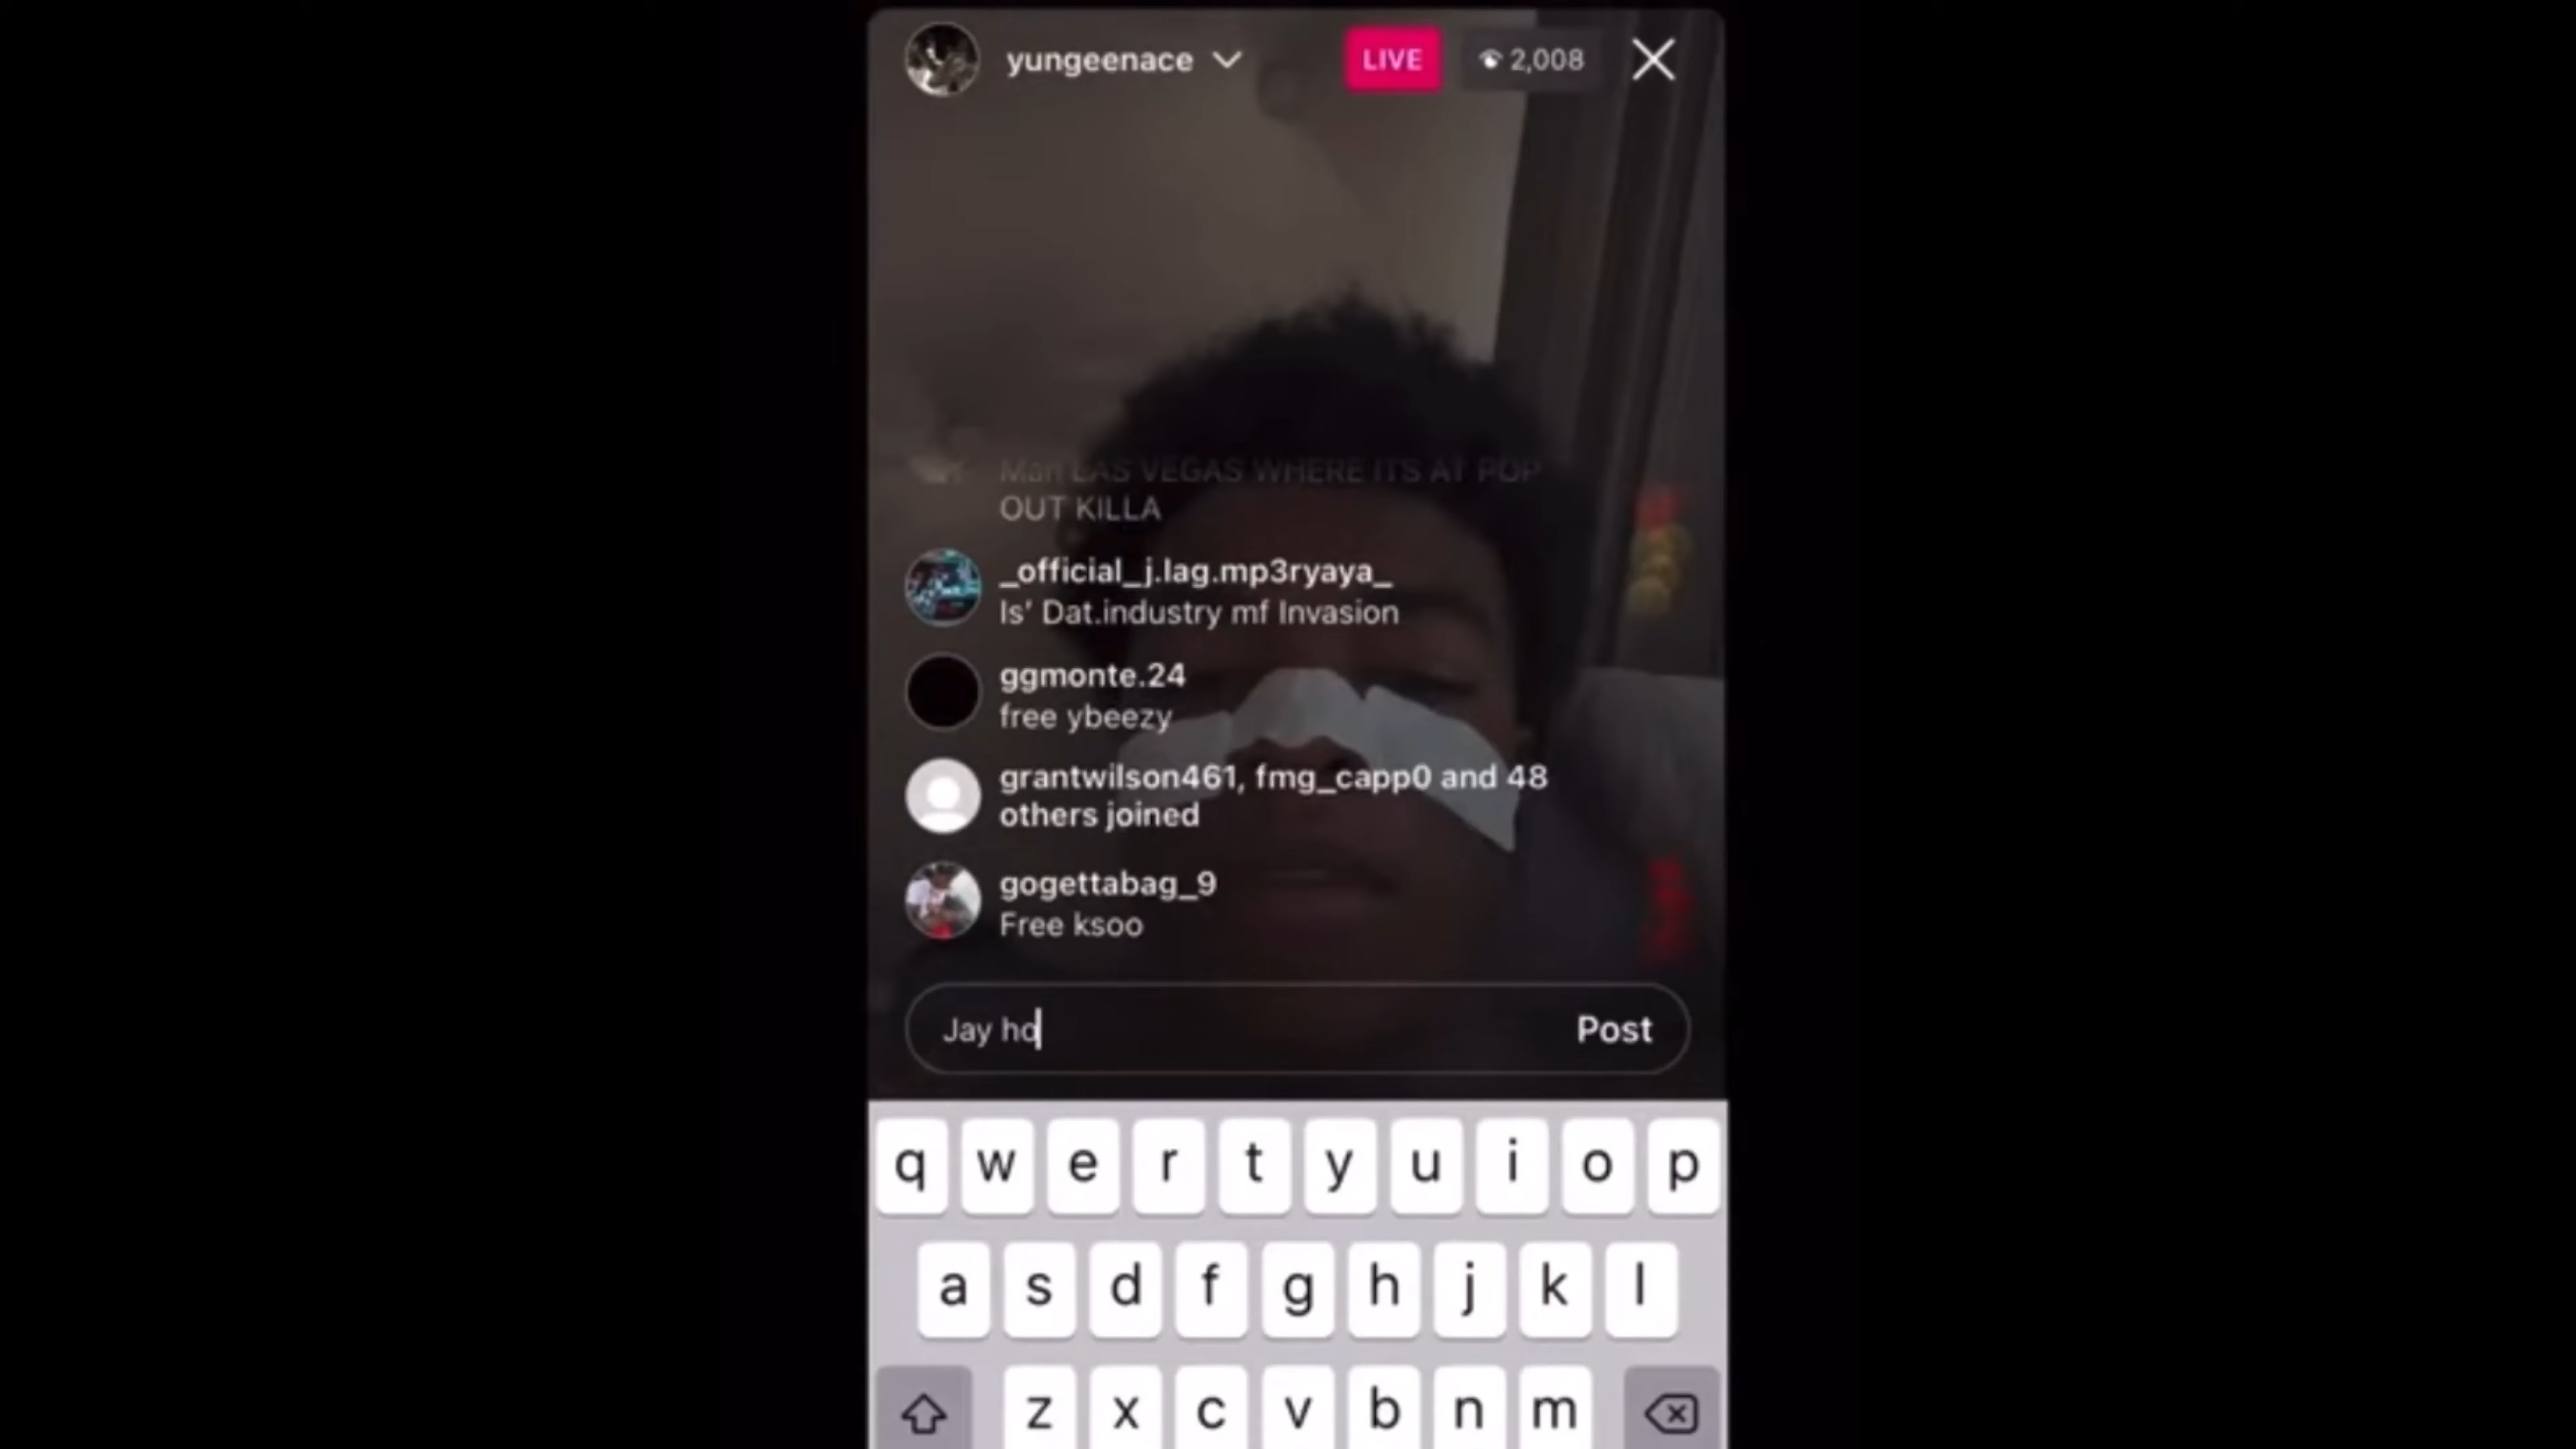 yungeenace
LIVE
2,008
Man LAS VEGAS WHERE ITS AT POP
OUT KILLA
_official_j.lag.mp3ryaya_
Is' Dat.industry mf Invasion
ggmonte.24
free ybeezy
grantwilson461, fmg_capp0 and 48
others joined
gogettabag_9
Free ksoo
Jay ho
Post
q w e r t y u i o p
a s d f g h j k l
z x c v b n m